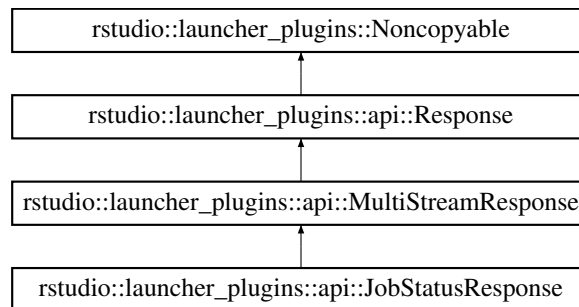 rstudio::launcher_plugins::Noncopyable
rstudio::launcher_plugins::api::Response
rstudio::launcher_plugins::api::MultiStreamResponse
rstudio::launcher_plugins::api::JobStatusResponse